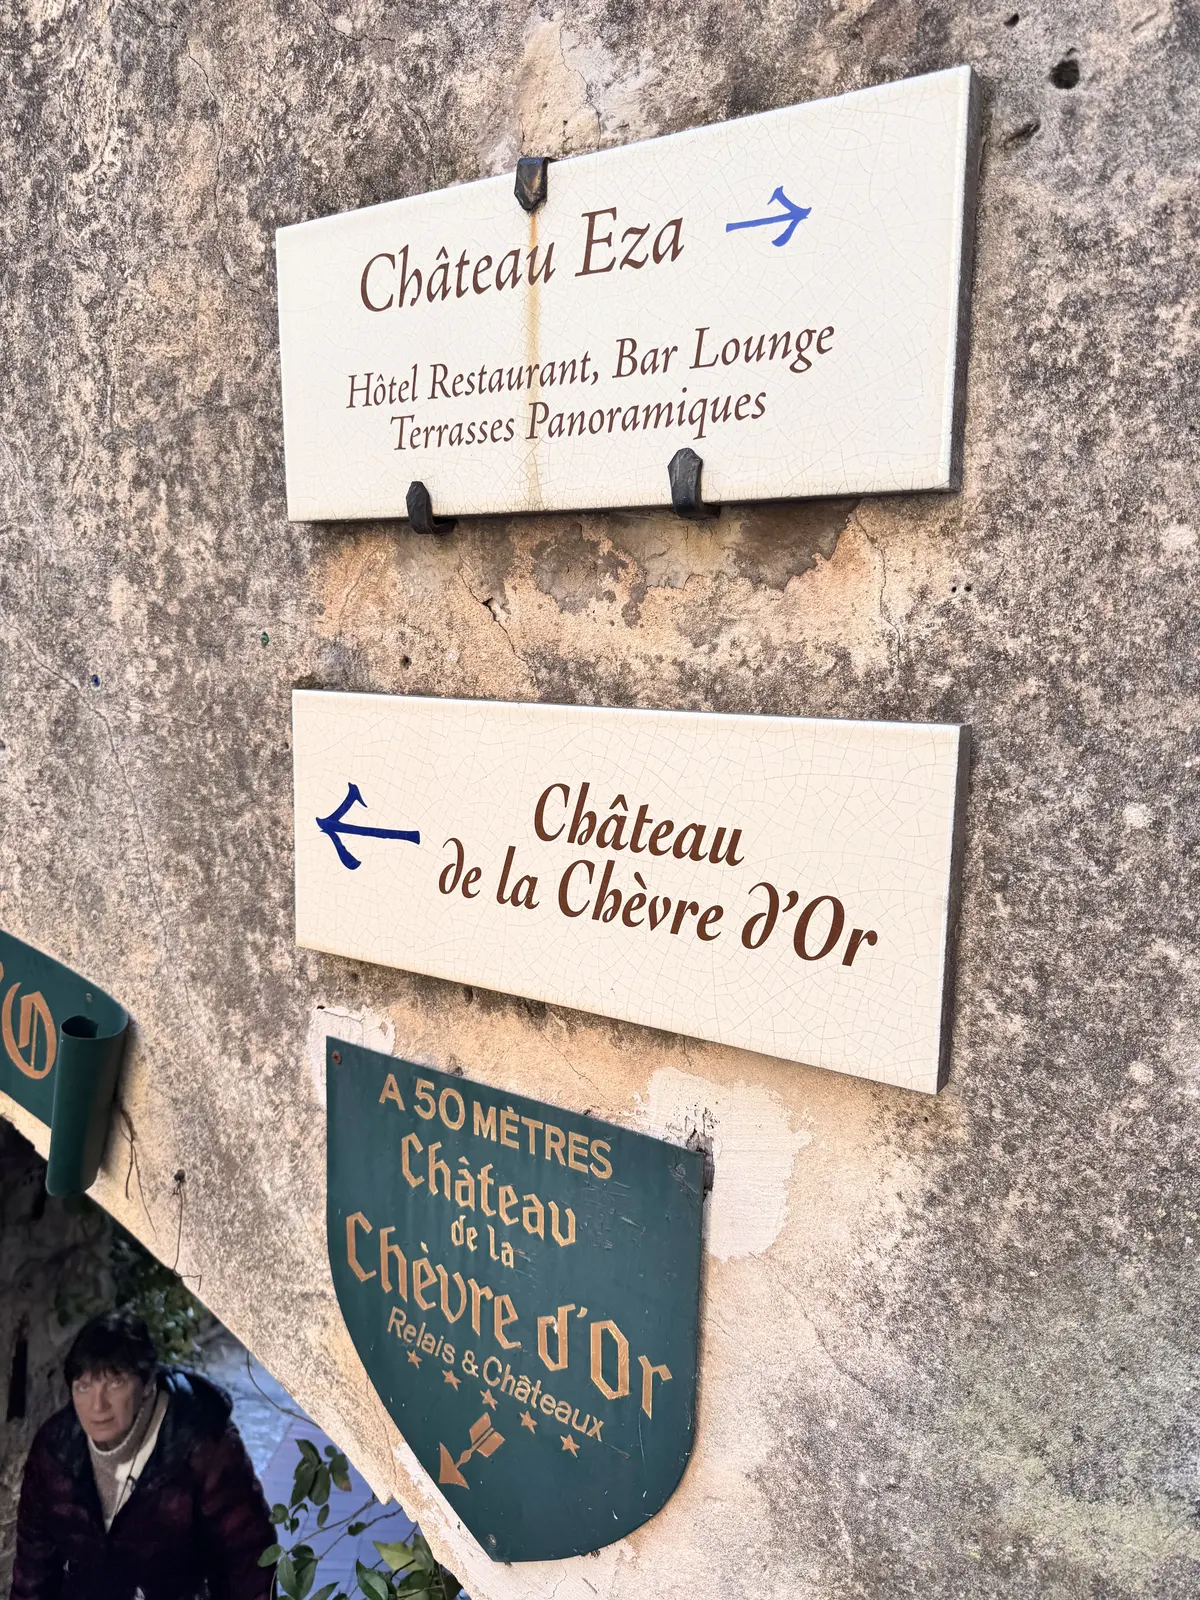 Château Eza
Hôtel Restaurant, Bar Lounge
Terrasses Panoramiques
Château
de la Chèvre d'Or
A 50 MÈTRES
Château
de la
Chèvre d'Or
Relais & Châteaux